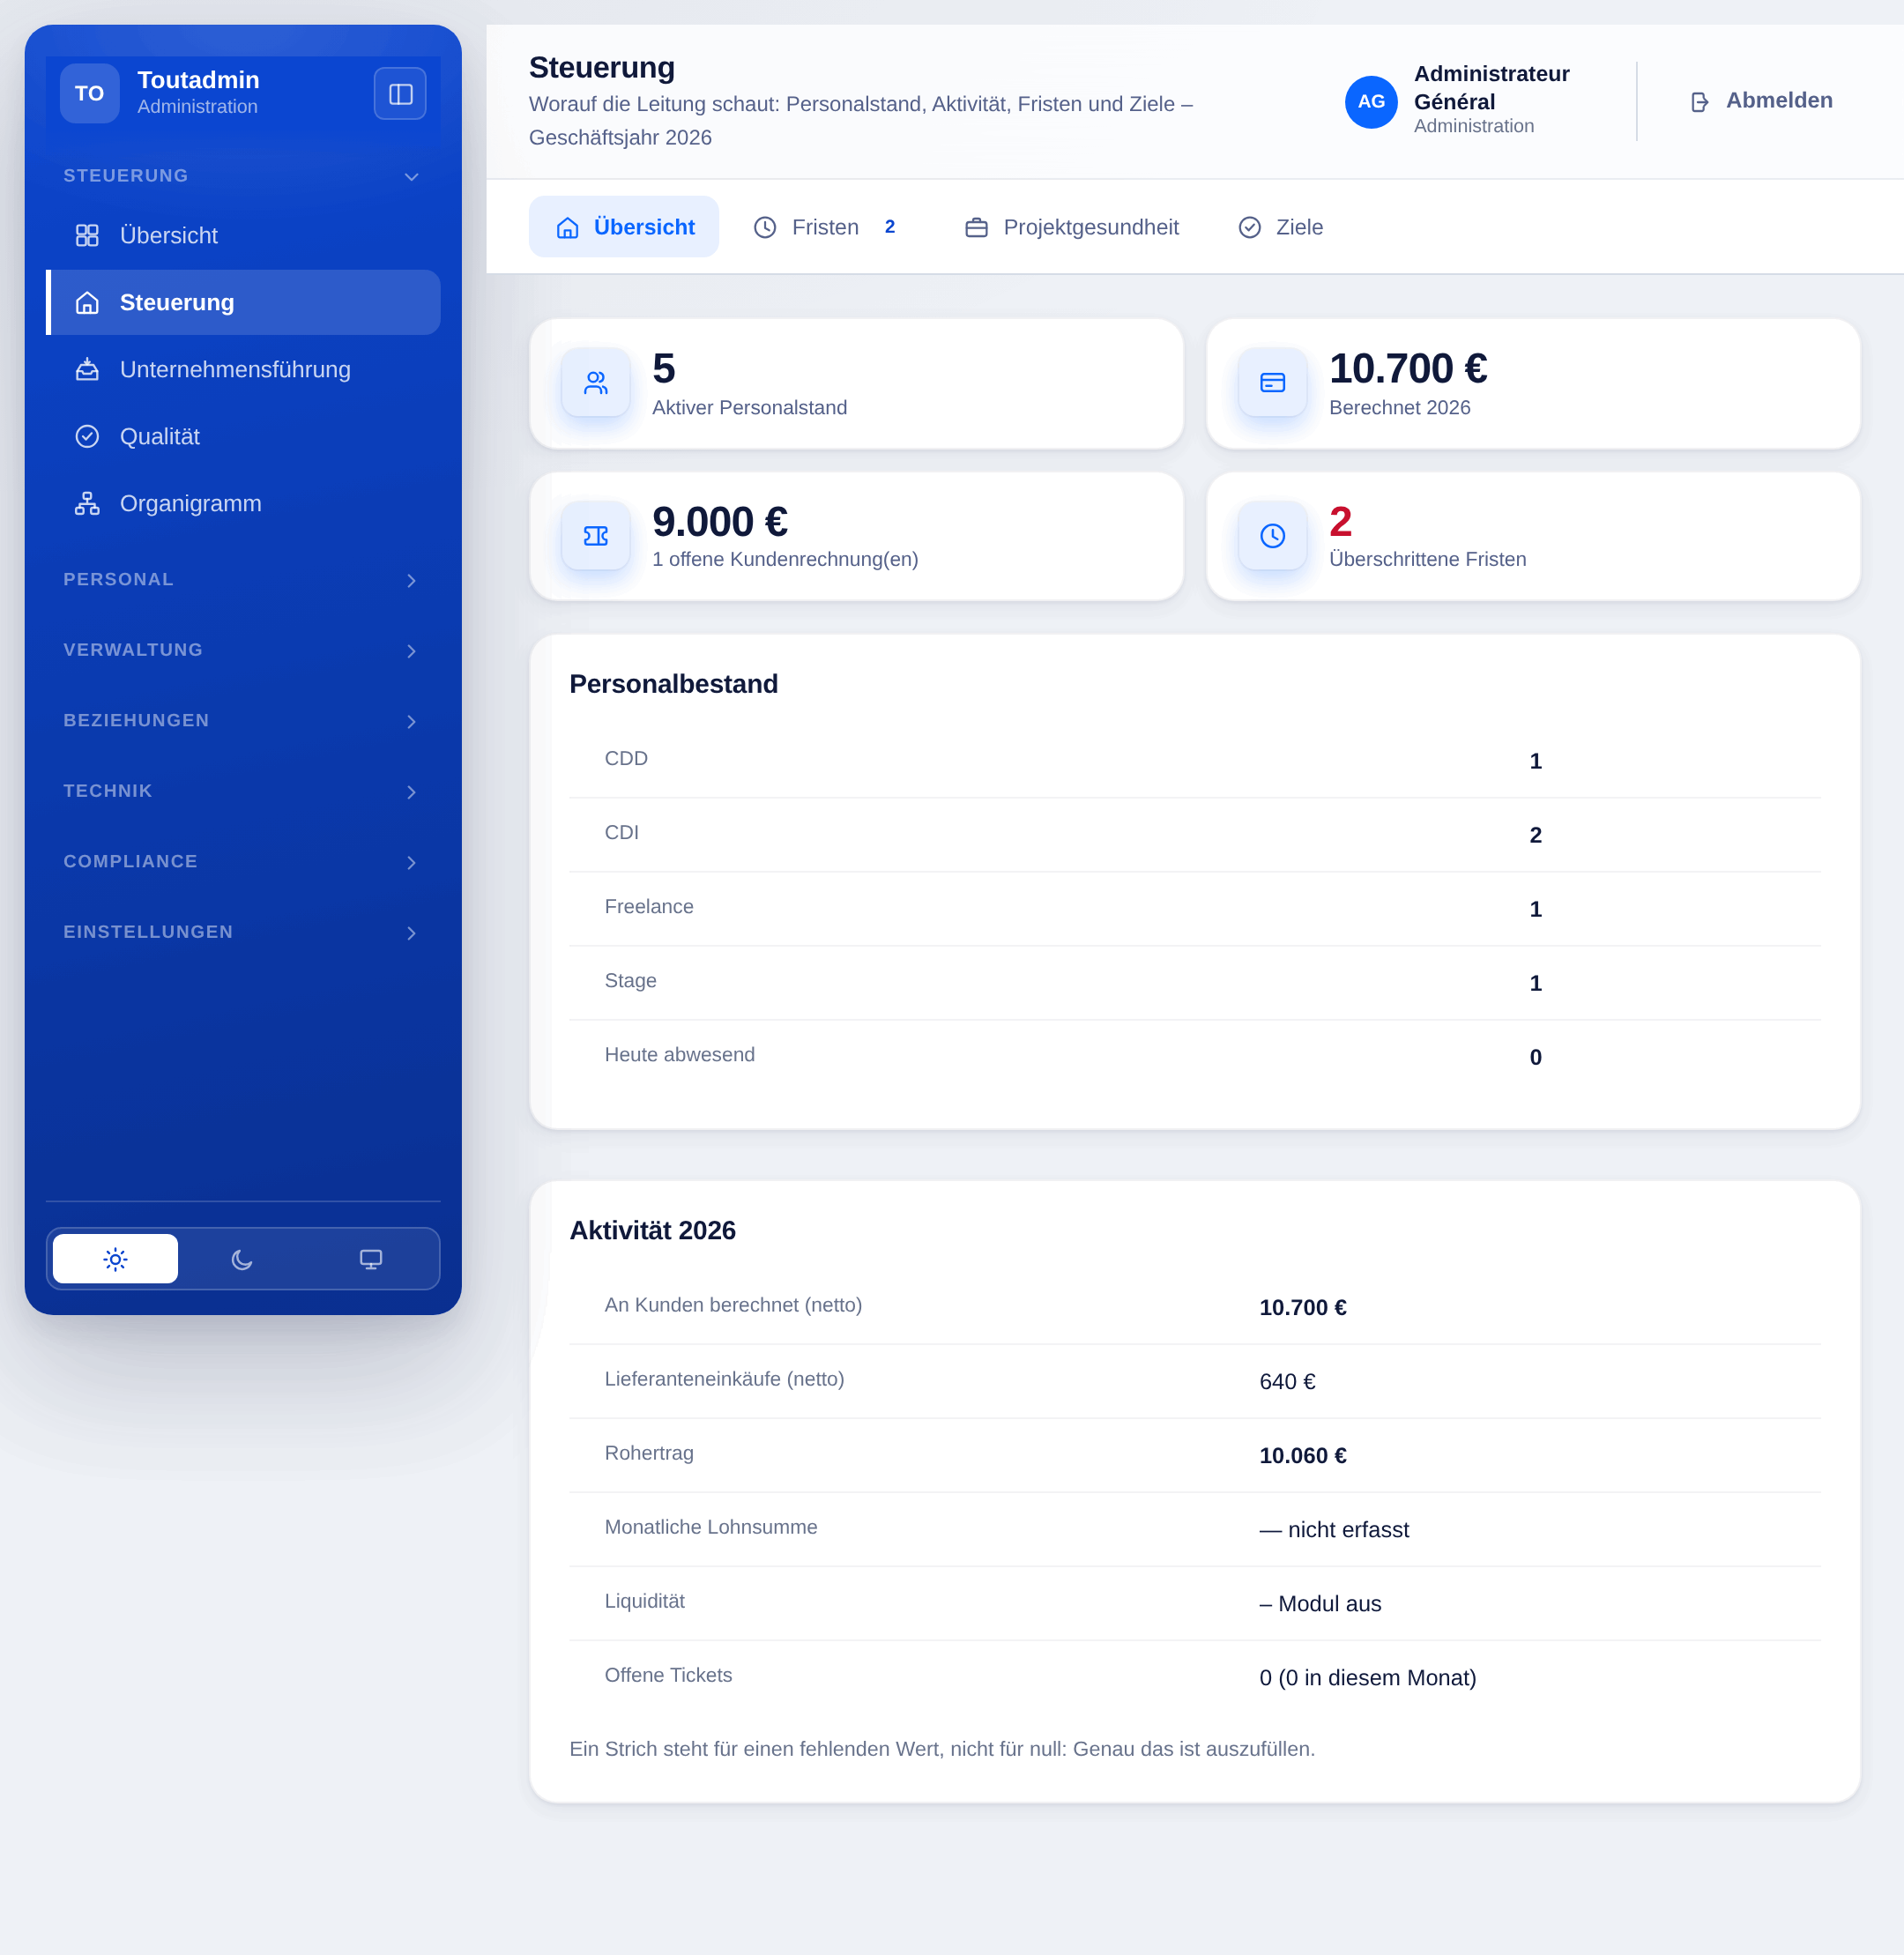 TO
Toutadmin
Administration
STEUERUNG
Übersicht
Steuerung
Unternehmensführung
Qualität
Organigramm
PERSONAL
VERWALTUNG
BEZIEHUNGEN
TECHNIK
COMPLIANCE
EINSTELLUNGEN
Steuerung
Worauf die Leitung schaut: Personalstand, Aktivität, Fristen und Ziele –
Geschäftsjahr 2026
AG
Administrateur
Général
Administration
Abmelden
Übersicht
Fristen 2
Projektgesundheit
Ziele
5
Aktiver Personalstand
10.700 €
Berechnet 2026
9.000 €
1 offene Kundenrechnung(en)
2
Überschrittene Fristen
Personalbestand
CDD 1
CDI 2
Freelance 1
Stage 1
Heute abwesend 0
Aktivität 2026
An Kunden berechnet (netto) 10.700 €
Lieferanteneinkäufe (netto) 640 €
Rohertrag 10.060 €
Monatliche Lohnsumme — nicht erfasst
Liquidität – Modul aus
Offene Tickets 0 (0 in diesem Monat)
Ein Strich steht für einen fehlenden Wert, nicht für null: Genau das ist auszufüllen.